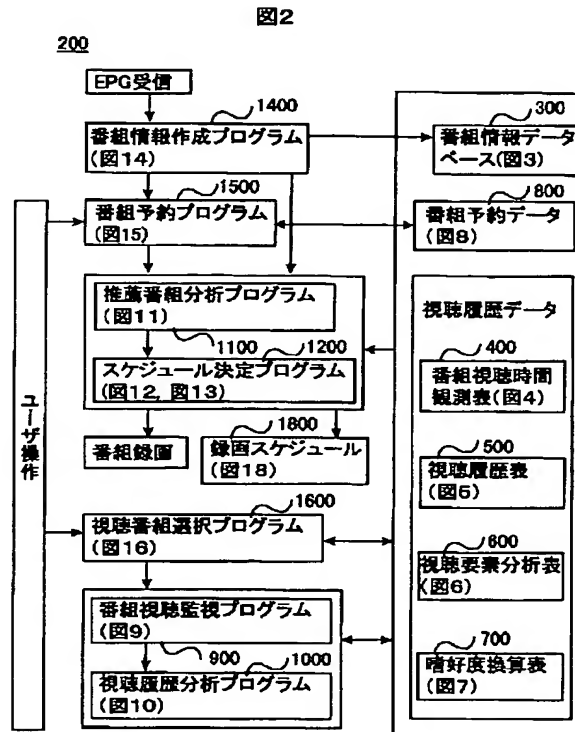 図2
200
EPG受信
1400
番組情報作成プログラム
(図14)
300
番組情報データ
ベース(図3)
1500
番組予約プログラム
(図15)
800
番組予約データ
(図8)
推薦番組分析プログラム
(図11)
1100
1200
スケジュール決定プログラム
(図12, 図13)
番組録画
1800
録画スケジュール
(図18)
ユーザ操作
1600
視聴番組選択プログラム
(図16)
番組視聴監視プログラム
(図9)
900
1000
視聴履歴分析プログラム
(図10)
視聴履歴データ
400
番組視聴時間
観測表(図4)
500
視聴履歴表
(図5)
600
視聴要素分析表
(図6)
700
嗜好度換算表
(図7)